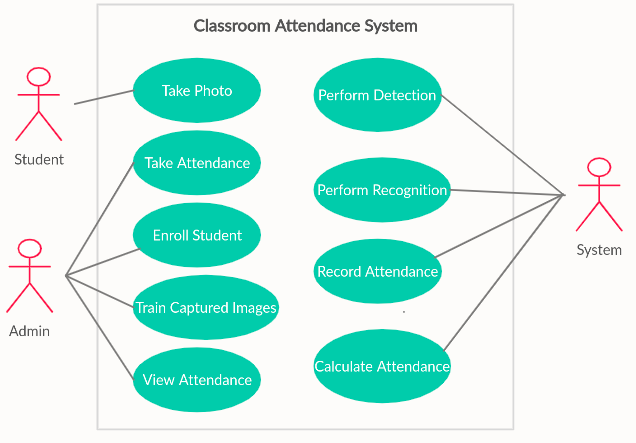 Classroom Attendance System
Take Photo
Perform Detection
Student
Take Attendance
Perform Recognition
Enroll Student
System
Record Attendance
Train Captured Images
Admin
Calculate Attendance
View Attendance